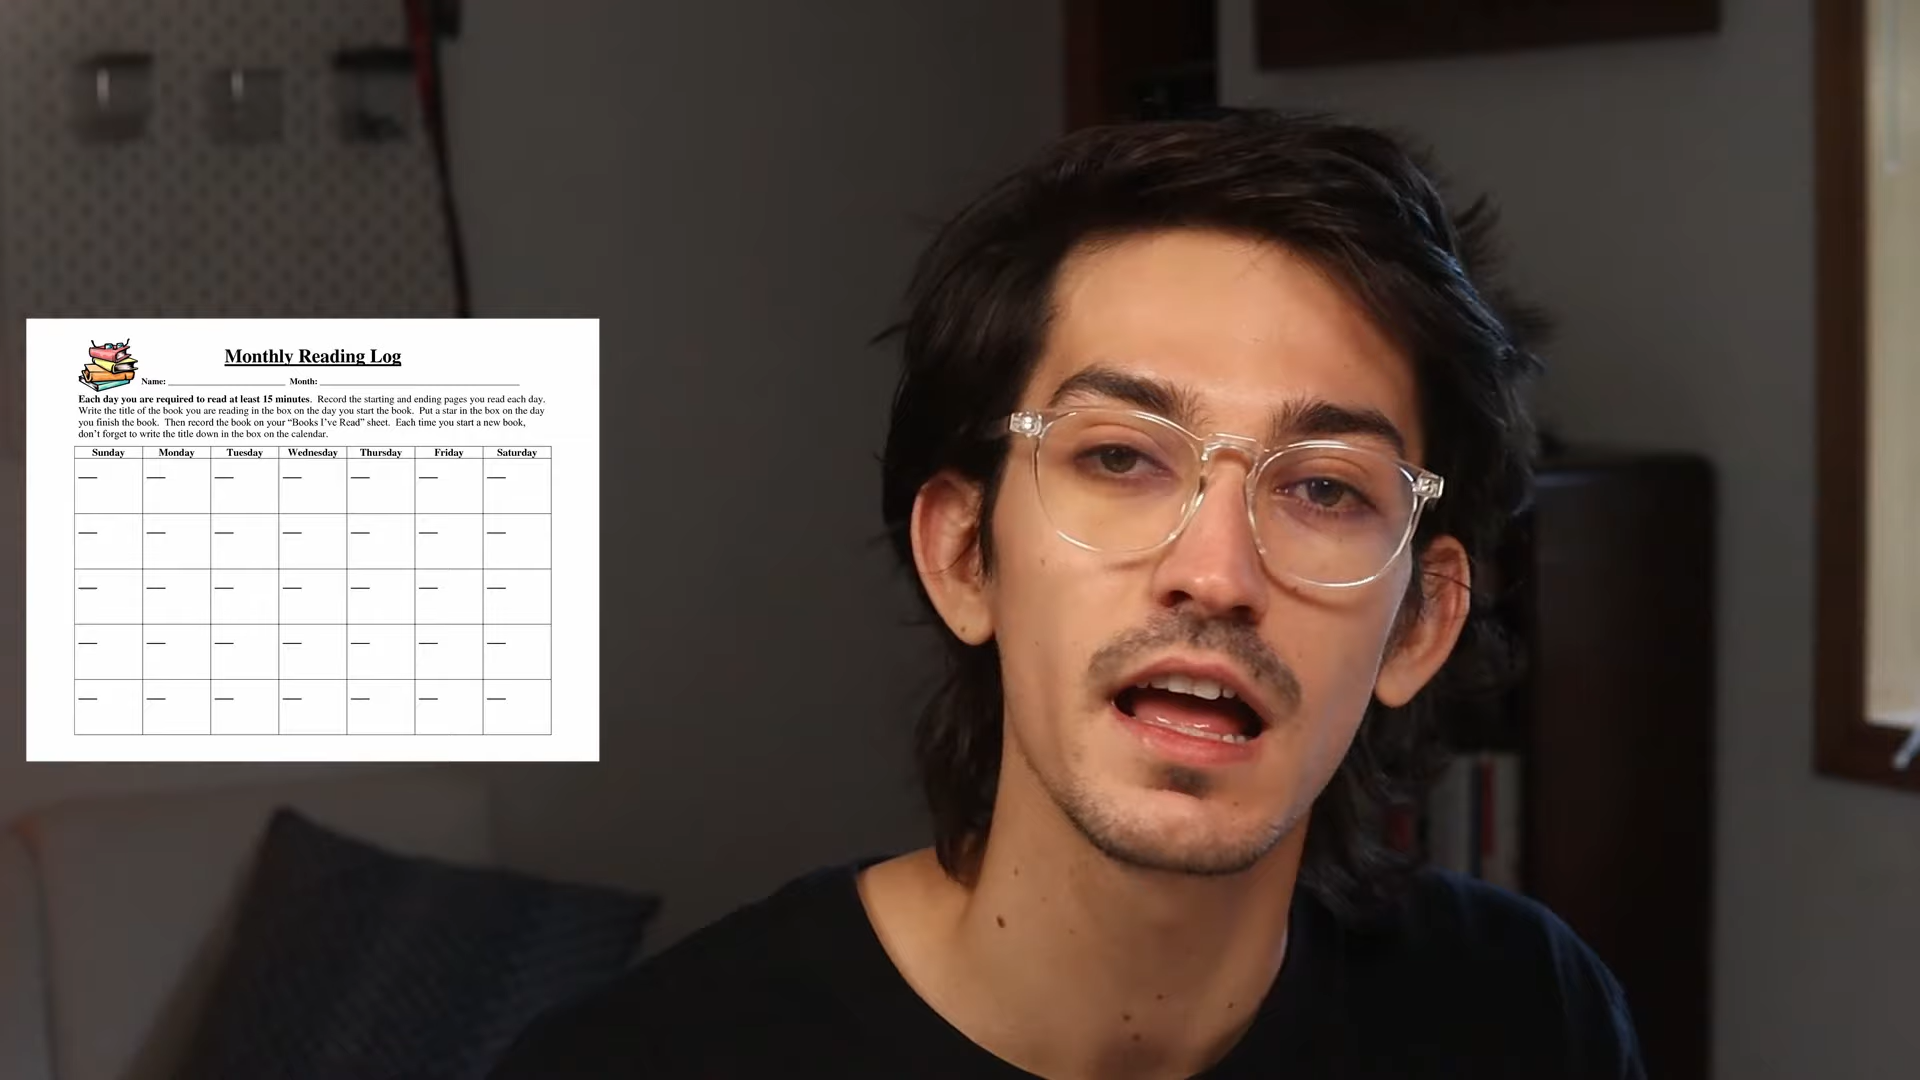 Monthly Reading Log
Name: Month:
Each day you are required to read at least 15 minutes. Record the starting and ending pages you read each day.
Write the title of the book you are reading in the box on the day you start the book. Put a star in the box on the day
you finish the book. Then record the book on your “Books I’ve Read” sheet. Each time you start a new book,
don’t forget to write the title down in the box on the calendar.
Sunday Monday Tuesday Wednesday Thursday Friday Saturday